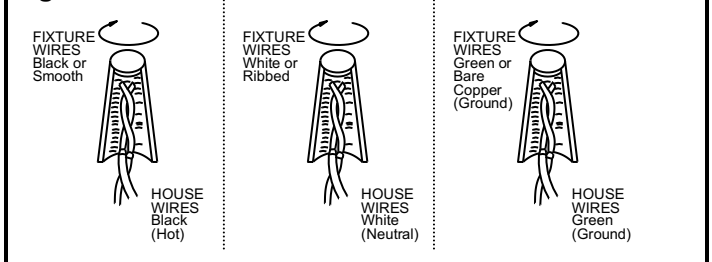 FIXTURE
WIRES
Black or
Smooth
HOUSE
WIRES
Black
(Hot)
FIXTURE
WIRES
White or
Ribbed
HOUSE
WIRES
White
(Neutral)
FIXTURE
WIRES
Green or
Bare
Copper
(Ground)
HOUSE
WIRES
Green
(Ground)